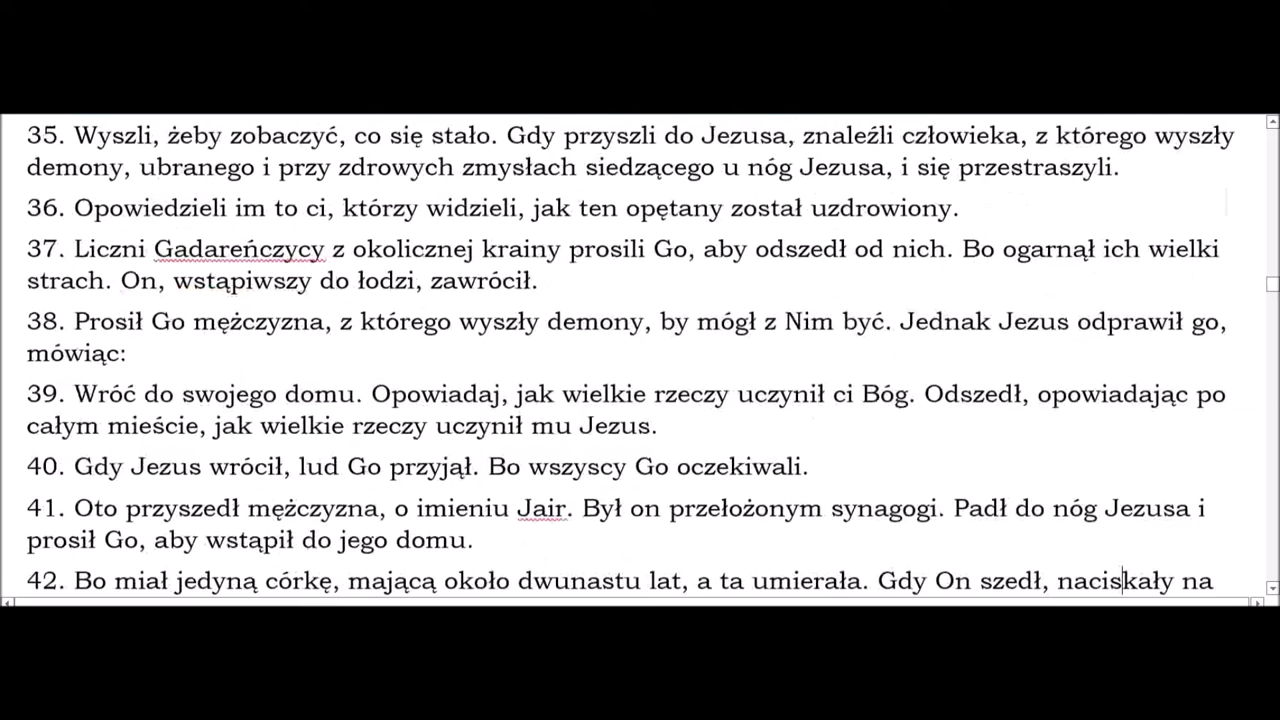 35. Wyszli, żeby zobaczyć, co się stało. Gdy przyszli do Jezusa, znaleźli człowieka, z którego wyszły
demony, ubranego i przy zdrowych zmysłach siedzącego u nóg Jezusa, i się przestraszyli.
36. Opowiedzieli im to ci, którzy widzieli, jak ten opętany został uzdrowiony.
37. Liczni Gadareńczycy z okolicznej krainy prosili Go, aby odszedł od nich. Bo ogarnął ich wielki
strach. On, wstąpiwszy do łodzi, zawrócił.
38. Prosił Go mężczyzna, z którego wyszły demony, by mógł z Nim być. Jednak Jezus odprawił go,
mówiąc:
39. Wróć do swojego domu. Opowiadaj, jak wielkie rzeczy uczynił ci Bóg. Odszedł, opowiadając po
całym mieście, jak wielkie rzeczy uczynił mu Jezus.
40. Gdy Jezus wrócił, lud Go przyjął. Bo wszyscy Go oczekiwali.
41. Oto przyszedł mężczyzna, o imieniu Jair. Był on przełożonym synagogi. Padł do nóg Jezusa i
prosił Go, aby wstąpił do jego domu.
42. Bo miał jedyną córkę, mającą około dwunastu lat, a ta umierała. Gdy On szedł, naciskały na